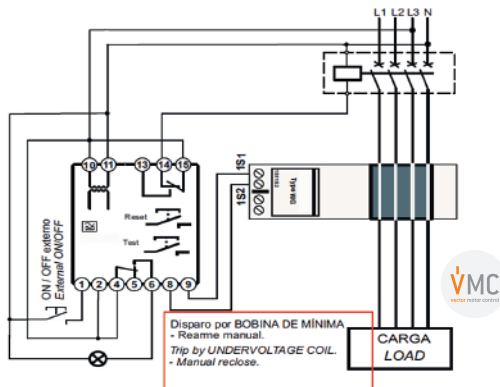 L1 L2 L3 N
10 11 13 14 15
1S1
1S2
1S1 1S2
Type WG
Reset
Test
ON / OFF externo
External ON/OFF
1 2 4 5 6 8 9
VMC
vector motor control
Disparo por BOBINA DE MÍNIMA
- Rearme manual.
Trip by UNDERVOLTAGE COIL.
- Manual reclose.
CARGA
LOAD